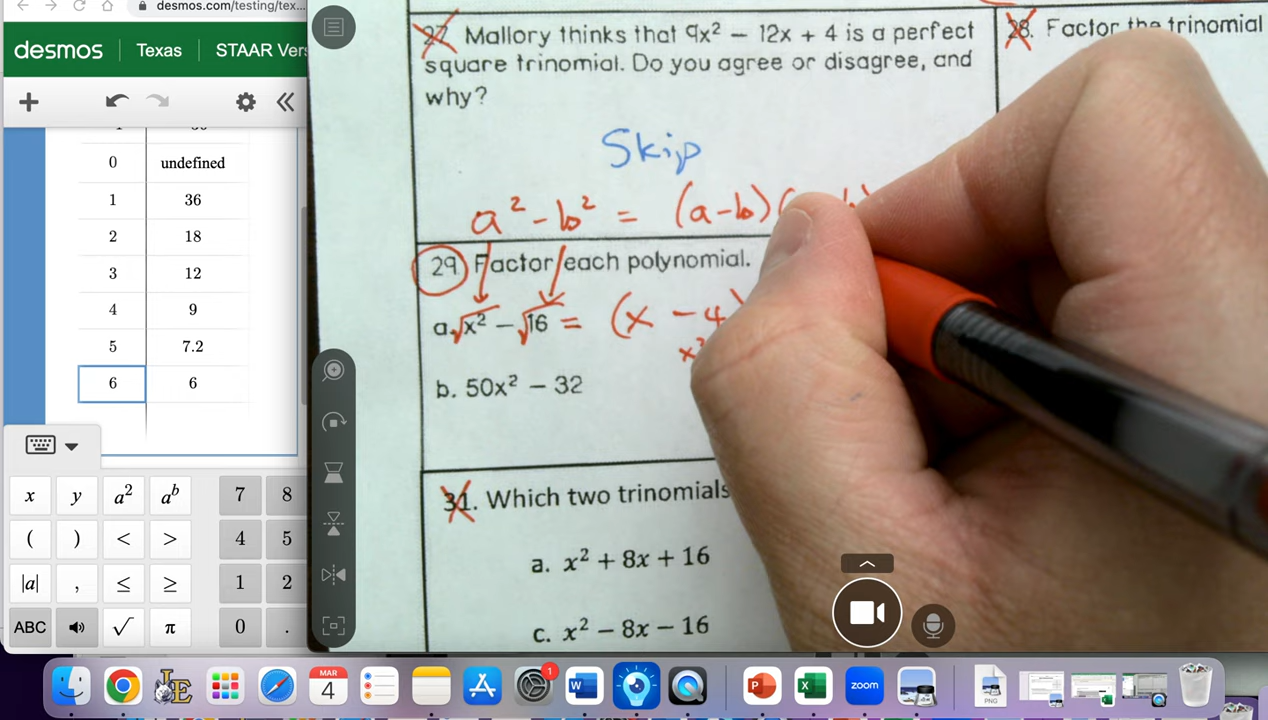 desmos.com/testing/tex...
desmos Texas STAAR Vers
0 undefined
1 36
2 18
3 12
4 9
5 7.2
6 6
x y a² aᵇ 7 8
( ) < > 4 5
|a| , ≤ ≥ 1 2
ABC √ π 0 .
27. Mallory thinks that 9x² − 12x + 4 is a perfect
square trinomial. Do you agree or disagree, and
why?
Skip
28. Factor the trinomial
a² - b² = (a-b)(
29. Factor each polynomial.
a. √x² − √16 = (x - 4
x²
b. 50x² − 32
31. Which two trinomials
a. x² + 8x + 16
c. x² − 8x − 16
MAR
4
1
W
P
X
zoom
PNG